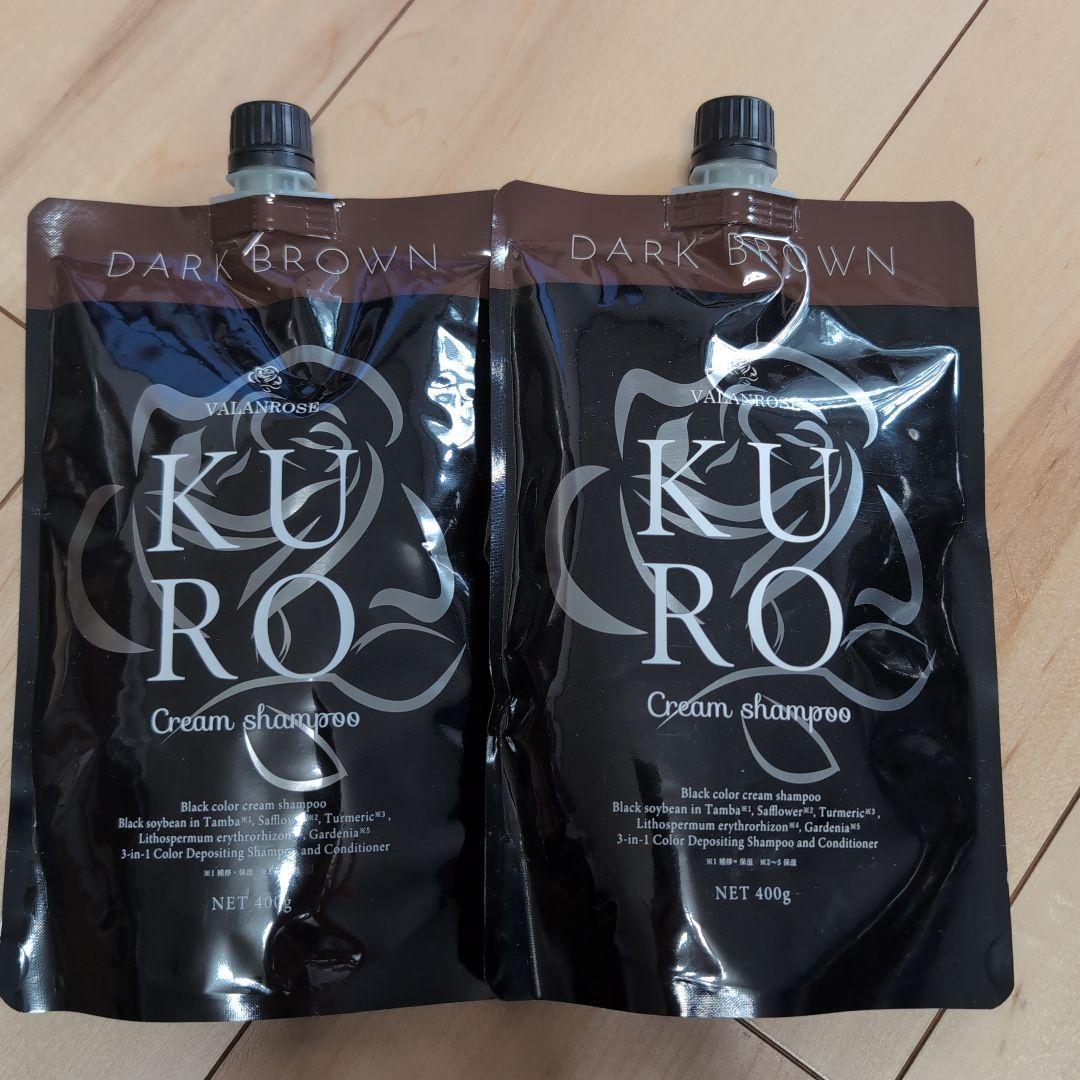 DARK BROWN
VALANROSE
KU
RO
Cream shampoo
Black color cream shampoo
Black soybean in Tamba※1, Safflower※2, Turmeric※3,
Lithospermum erythrorhizon, Gardenia※5
3-in-1 Color Depositing Shampoo and Conditioner
※1 補修・保湿
NET 400g
DARK BROWN
VALANROSE
KU
RO
Cream shampoo
Black color cream shampoo
Black soybean in Tamba※1, Safflower※2, Turmeric※3,
Lithospermum erythrorhizon※4, Gardenia※5
3-in-1 Color Depositing Shampoo and Conditioner
※1 補修・保湿 ※2～5 保湿
NET 400g